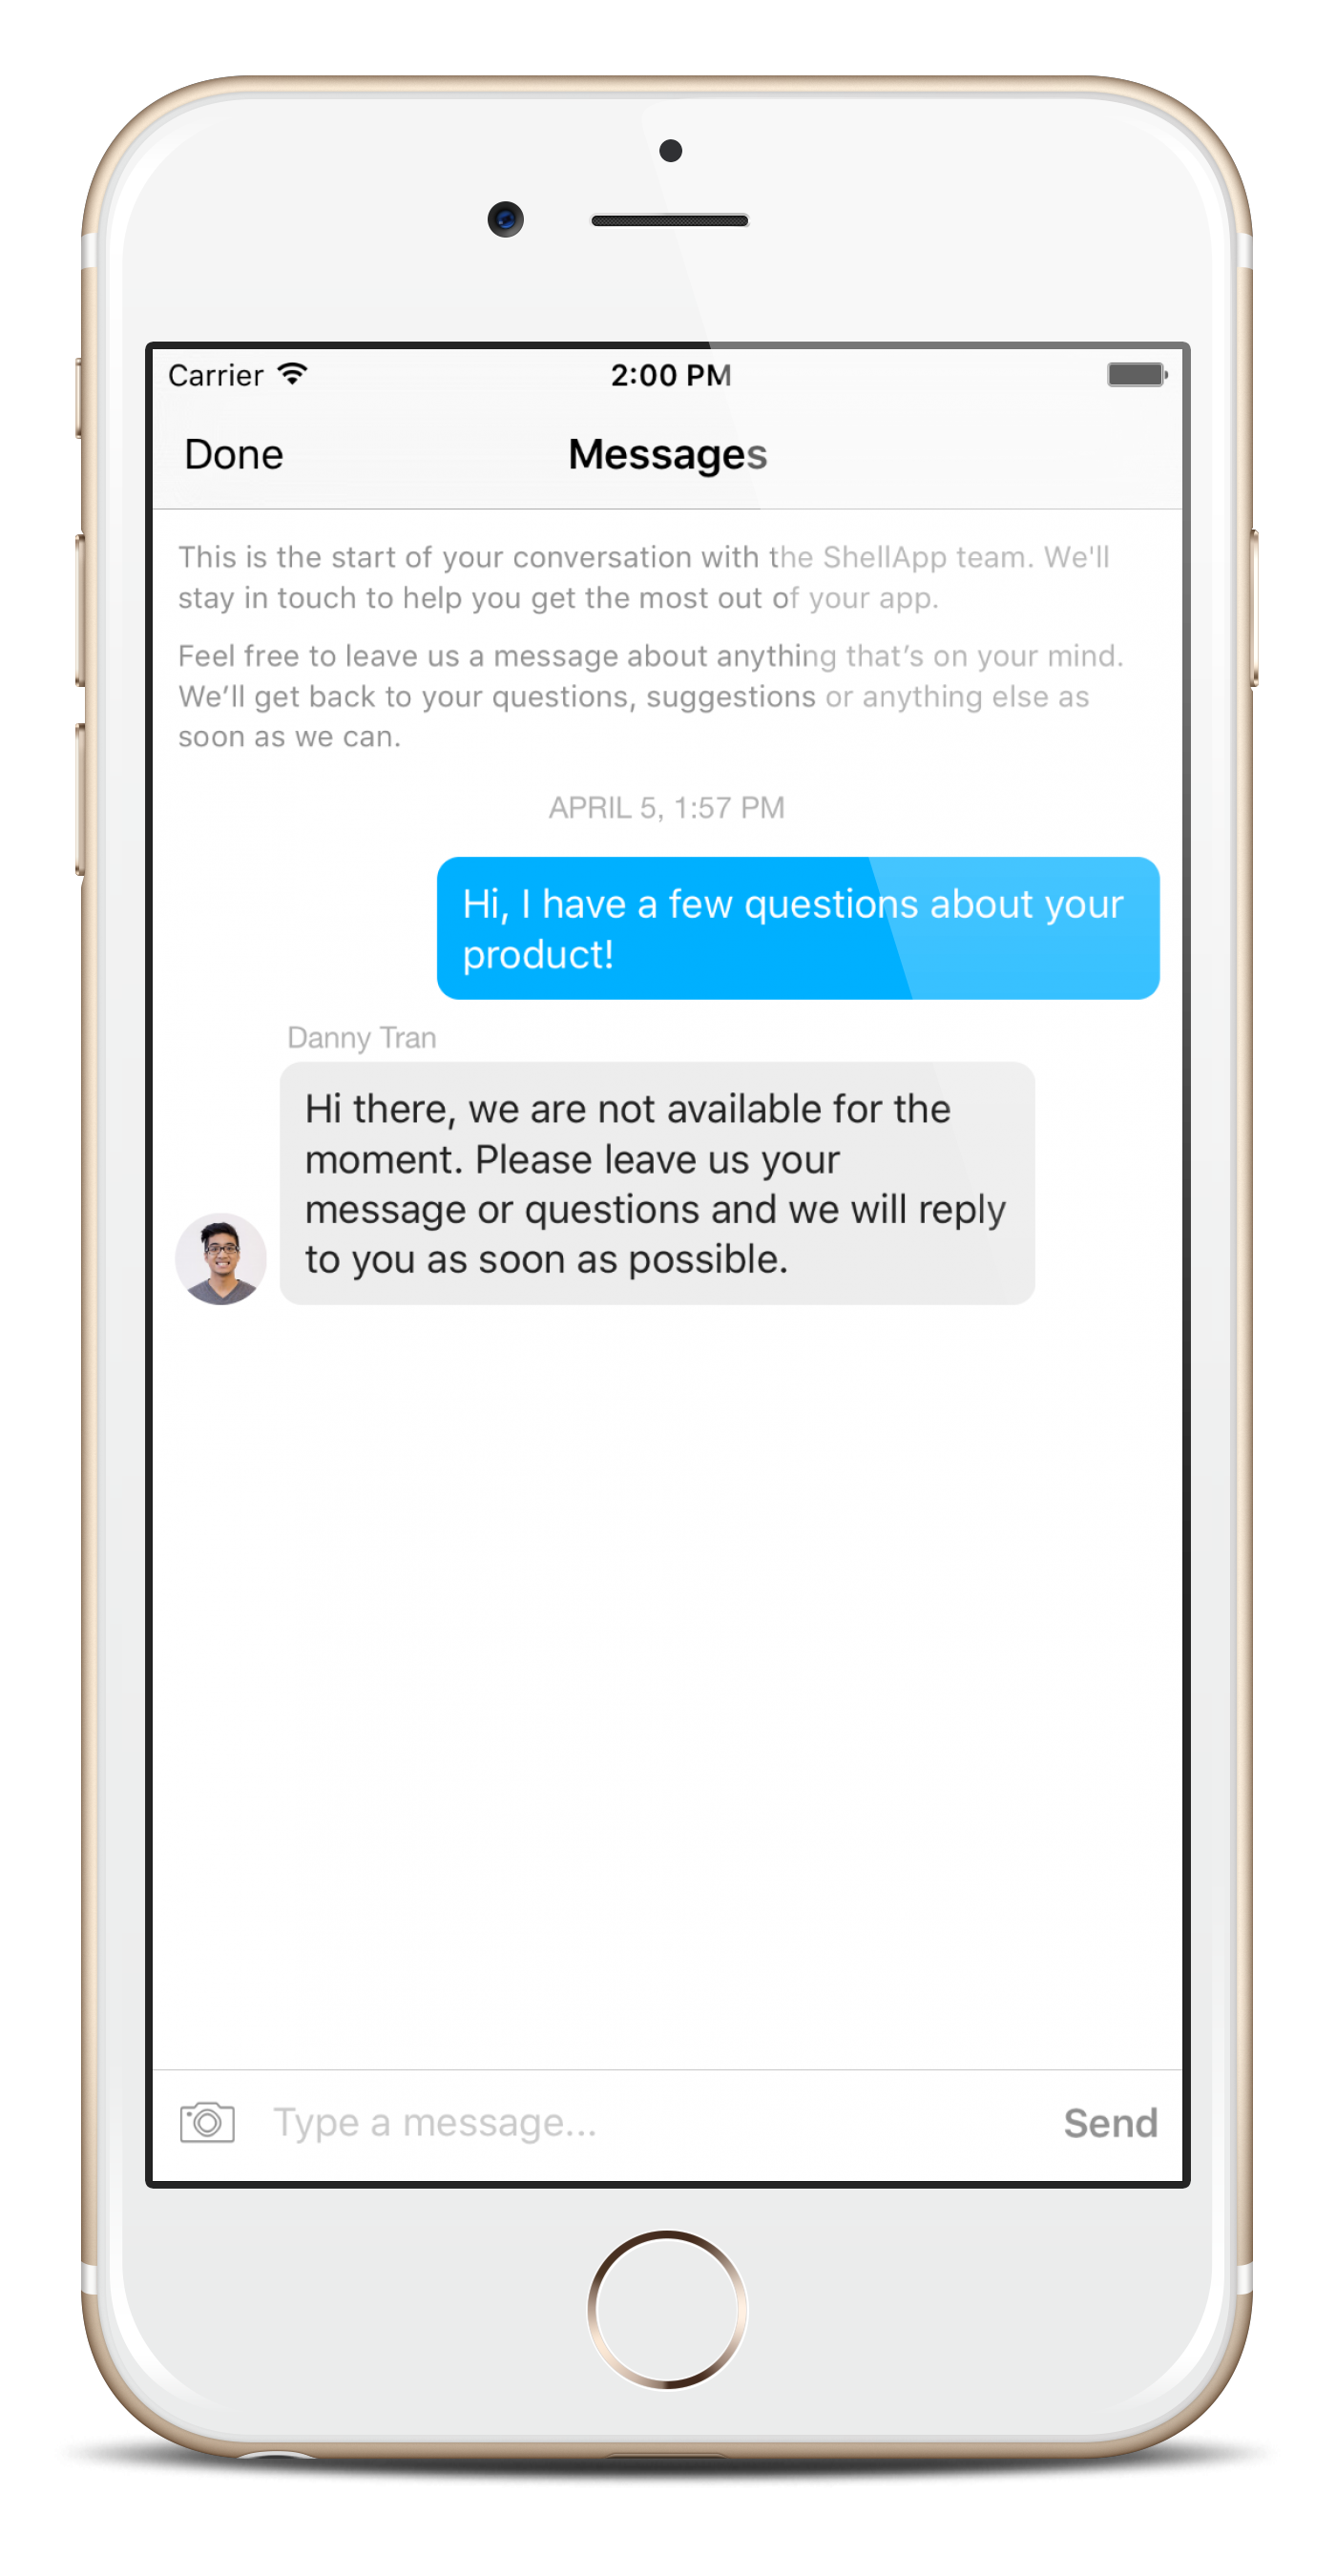 Carrier 2:00 PM
Done Messages
This is the start of your conversation with the ShellApp team. We'll
stay in touch to help you get the most out of your app.
Feel free to leave us a message about anything that’s on your mind.
We’ll get back to your questions, suggestions or anything else as
soon as we can.
APRIL 5, 1:57 PM
Hi, I have a few questions about your
product!
Danny Tran
Hi there, we are not available for the
moment. Please leave us your
message or questions and we will reply
to you as soon as possible.
Type a message... Send